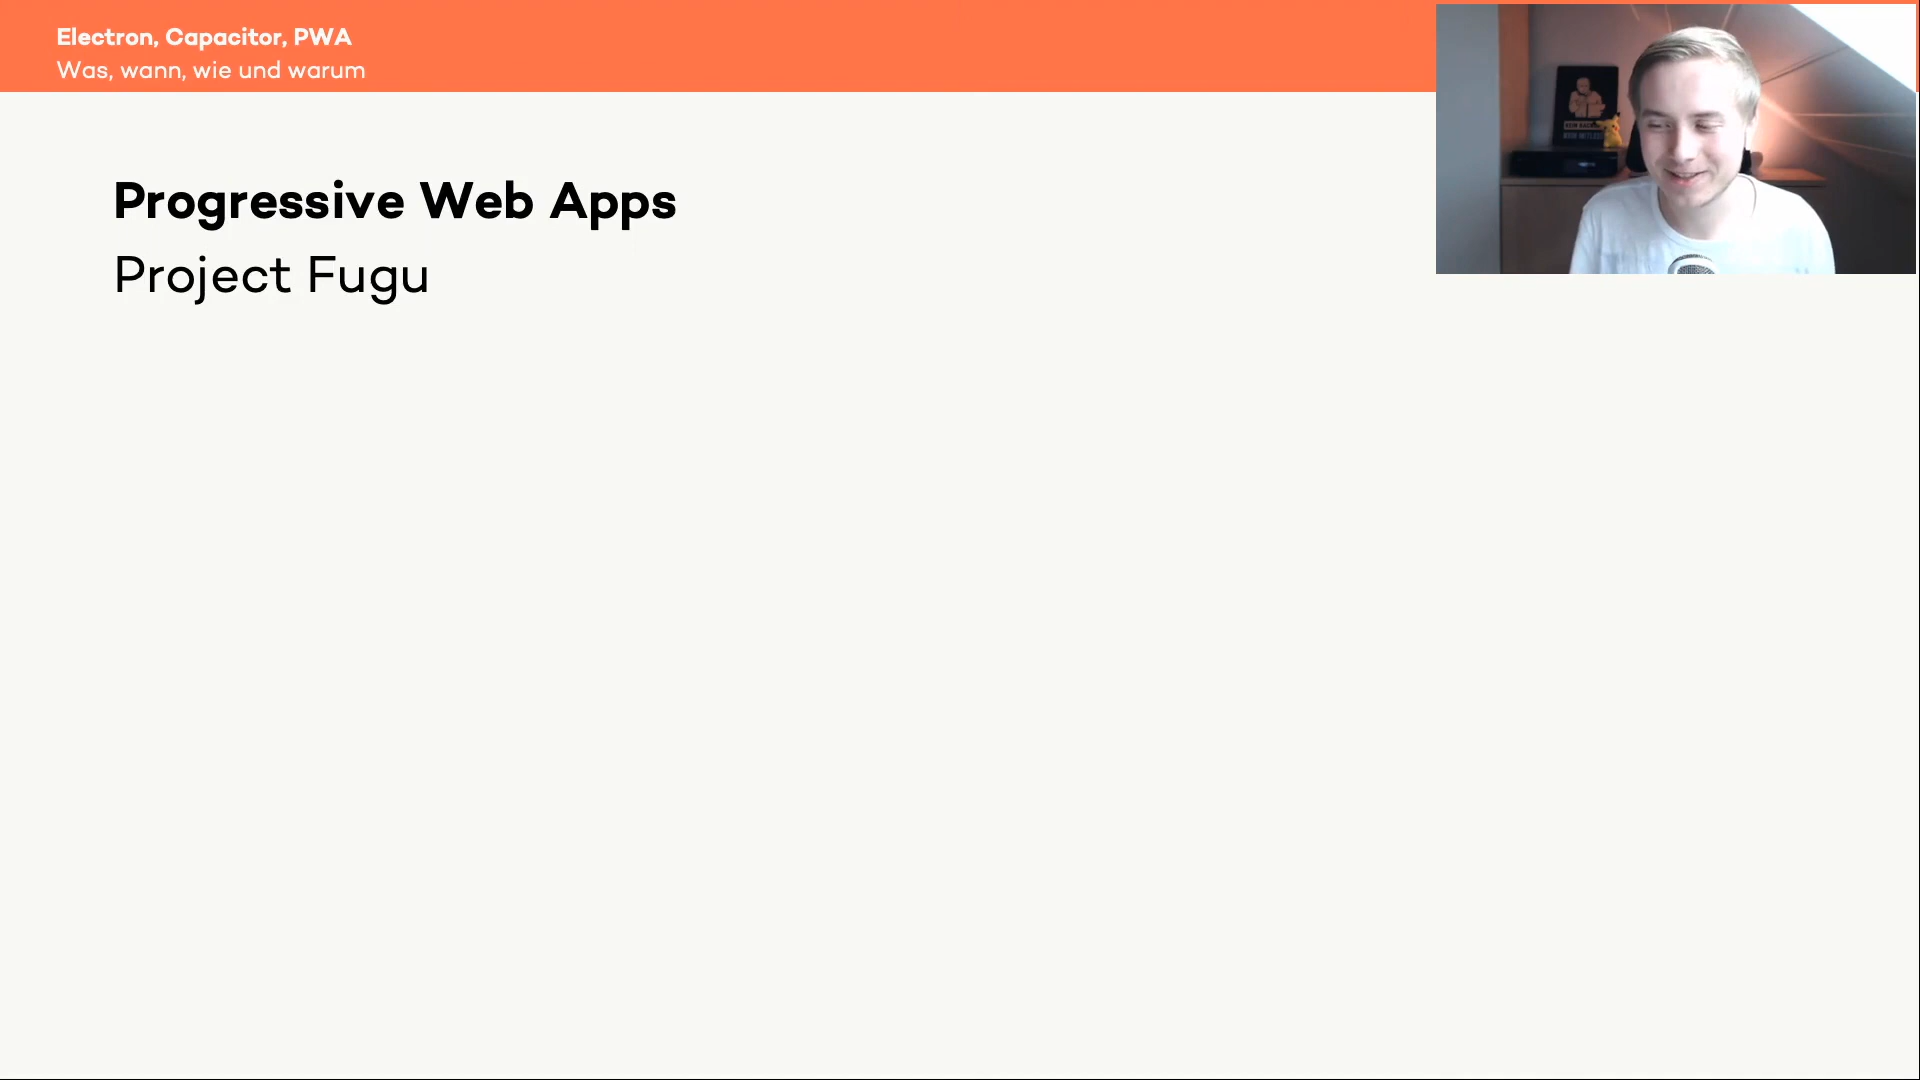 Electron, Capacitor, PWA
Was, wann, wie und warum
Progressive Web Apps
Project Fugu